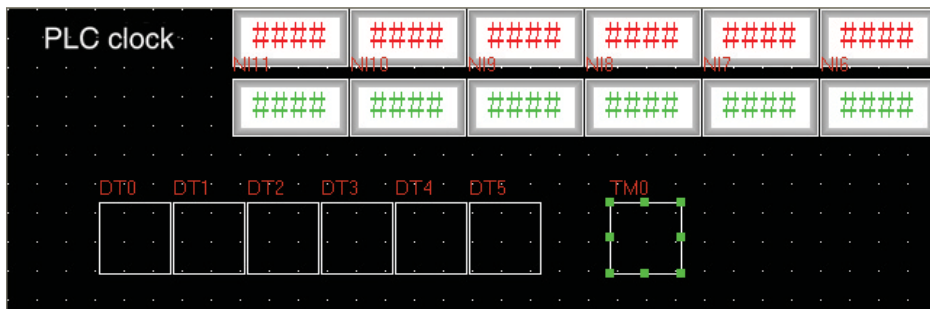 PLC clock #### #### #### #### #### ####
NI11 NI10 NI9 NI8 NI7 NI6
#### #### #### #### #### ####
DT0 DT1 DT2 DT3 DT4 DT5 TM0